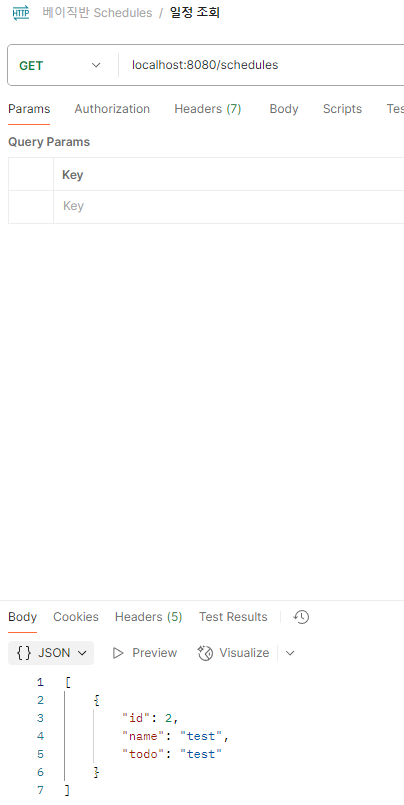 HTTP 베이직반 Schedules / 일정 조회
GET localhost:8080/schedules
Params Authorization Headers (7) Body Scripts Tes
Query Params
Key
Key
Body Cookies Headers (5) Test Results
{} JSON Preview Visualize
1 [
2 {
3 "id": 2,
4 "name": "test",
5 "todo": "test"
6 }
7 ]